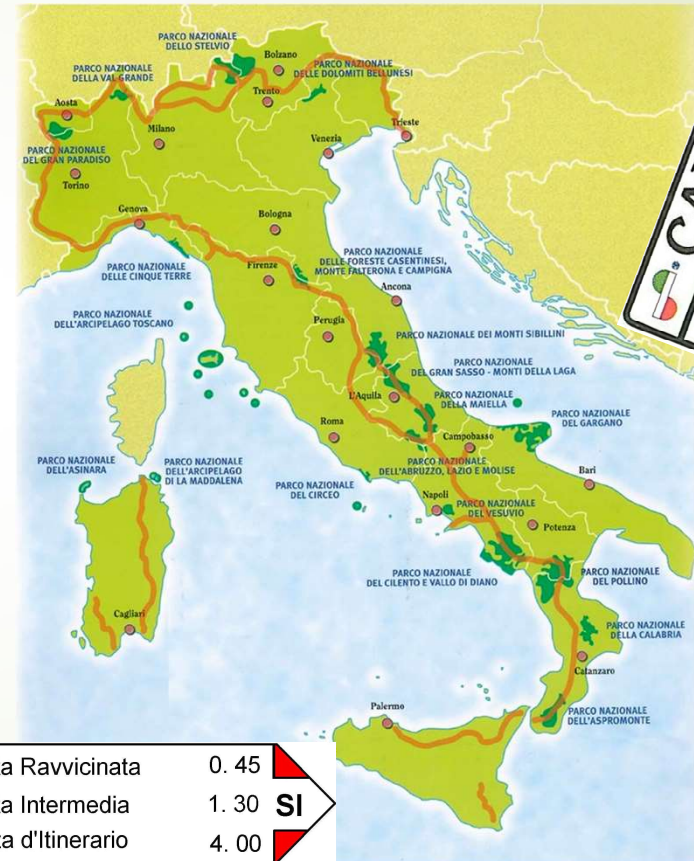 PARCO NAZIONALE
DELLO STELVIO
Bolzano
PARCO NAZIONALE
DELLE DOLOMITI BELLUNESI
PARCO NAZIONALE
DELLA VAL GRANDE
Trento
Aosta
Trieste
Milano
Venezia
PARCO NAZIONALE
DEL GRAN PARADISO
Torino
Genova
Bologna
PARCO NAZIONALE
DELLE CINQUE TERRE
Firenze
PARCO NAZIONALE
DELLE FORESTE CASENTINESI,
MONTE FALTERONA E CAMPIGNA
Ancona
PARCO NAZIONALE
DELL'ARCIPELAGO TOSCANO
Perugia
PARCO NAZIONALE DEI MONTI SIBILLINI
PARCO NAZIONALE
DEL GRAN SASSO - MONTI DELLA LAGA
L'Aquila
PARCO NAZIONALE
DELLA MAIELLA
PARCO NAZIONALE
DEL GARGANO
Roma
Campobasso
PARCO NAZIONALE
DELL'ASINARA
PARCO NAZIONALE
DELL'ARCIPELAGO
DI LA MADDALENA
PARCO NAZIONALE
DELL'ABRUZZO, LAZIO E MOLISE
Bari
PARCO NAZIONALE
DEL CIRCEO
Napoli
PARCO NAZIONALE
DEL VESUVIO
Potenza
PARCO NAZIONALE
DEL CILENTO E VALLO DI DIANO
PARCO NAZIONALE
DEL POLLINO
Cagliari
PARCO NAZIONALE
DELLA CALABRIA
Catanzaro
Palermo
PARCO NAZIONALE
DELL'ASPROMONTE
Ravvicinata 0. 45
Intermedia 1. 30 SI
d'Itinerario 4. 00